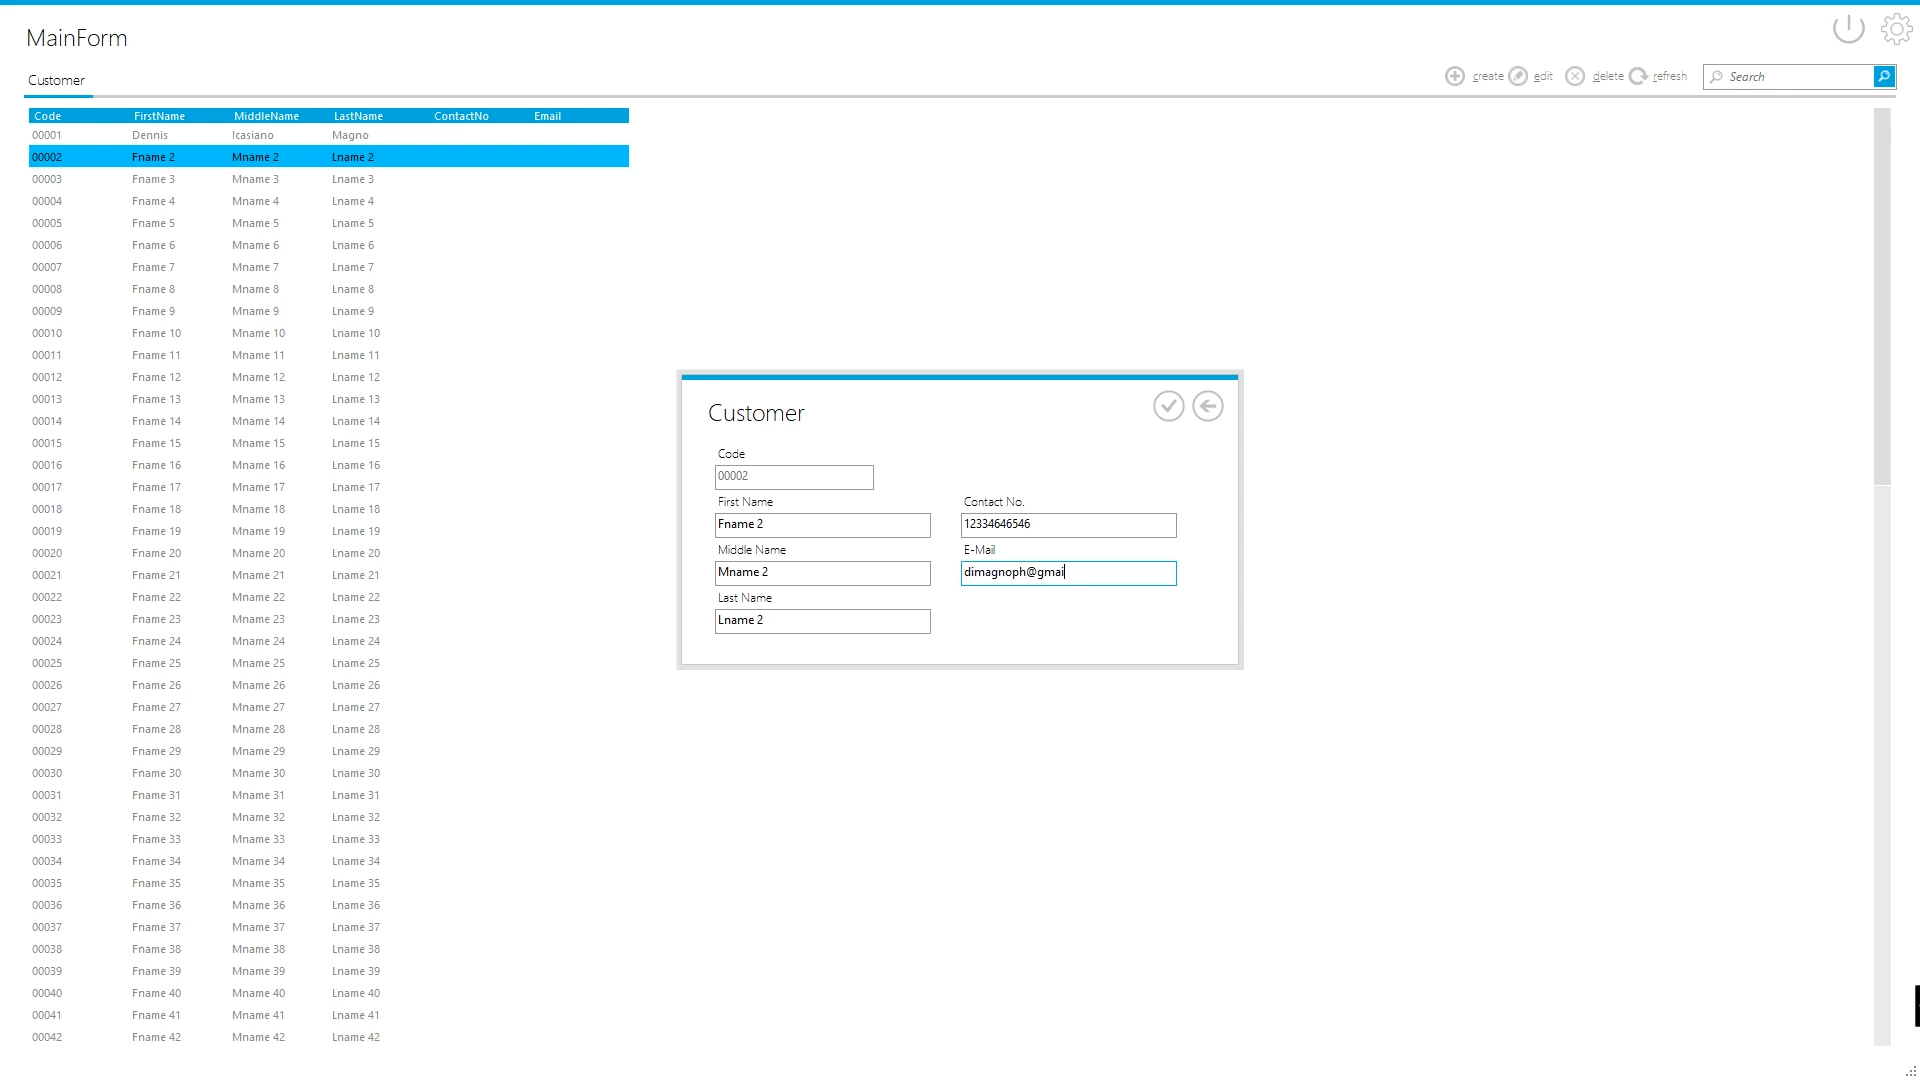 MainForm
Customer
create edit delete refresh Search
Code FirstName MiddleName LastName ContactNo Email
00001 Dennis Icasiano Magno
00002 Fname 2 Mname 2 Lname 2
00003 Fname 3 Mname 3 Lname 3
00004 Fname 4 Mname 4 Lname 4
00005 Fname 5 Mname 5 Lname 5
00006 Fname 6 Mname 6 Lname 6
00007 Fname 7 Mname 7 Lname 7
00008 Fname 8 Mname 8 Lname 8
00009 Fname 9 Mname 9 Lname 9
00010 Fname 10 Mname 10 Lname 10
00011 Fname 11 Mname 11 Lname 11
00012 Fname 12 Mname 12 Lname 12
00013 Fname 13 Mname 13 Lname 13
00014 Fname 14 Mname 14 Lname 14
00015 Fname 15 Mname 15 Lname 15
00016 Fname 16 Mname 16 Lname 16
00017 Fname 17 Mname 17 Lname 17
00018 Fname 18 Mname 18 Lname 18
00019 Fname 19 Mname 19 Lname 19
00020 Fname 20 Mname 20 Lname 20
00021 Fname 21 Mname 21 Lname 21
00022 Fname 22 Mname 22 Lname 22
00023 Fname 23 Mname 23 Lname 23
00024 Fname 24 Mname 24 Lname 24
00025 Fname 25 Mname 25 Lname 25
00026 Fname 26 Mname 26 Lname 26
00027 Fname 27 Mname 27 Lname 27
00028 Fname 28 Mname 28 Lname 28
00029 Fname 29 Mname 29 Lname 29
00030 Fname 30 Mname 30 Lname 30
00031 Fname 31 Mname 31 Lname 31
00032 Fname 32 Mname 32 Lname 32
00033 Fname 33 Mname 33 Lname 33
00034 Fname 34 Mname 34 Lname 34
00035 Fname 35 Mname 35 Lname 35
00036 Fname 36 Mname 36 Lname 36
00037 Fname 37 Mname 37 Lname 37
00038 Fname 38 Mname 38 Lname 38
00039 Fname 39 Mname 39 Lname 39
00040 Fname 40 Mname 40 Lname 40
00041 Fname 41 Mname 41 Lname 41
00042 Fname 42 Mname 42 Lname 42
Customer
Code
00002
First Name Contact No.
Fname 2 12334646546
Middle Name E-Mail
Mname 2 dimagnoph@gmai
Last Name
Lname 2